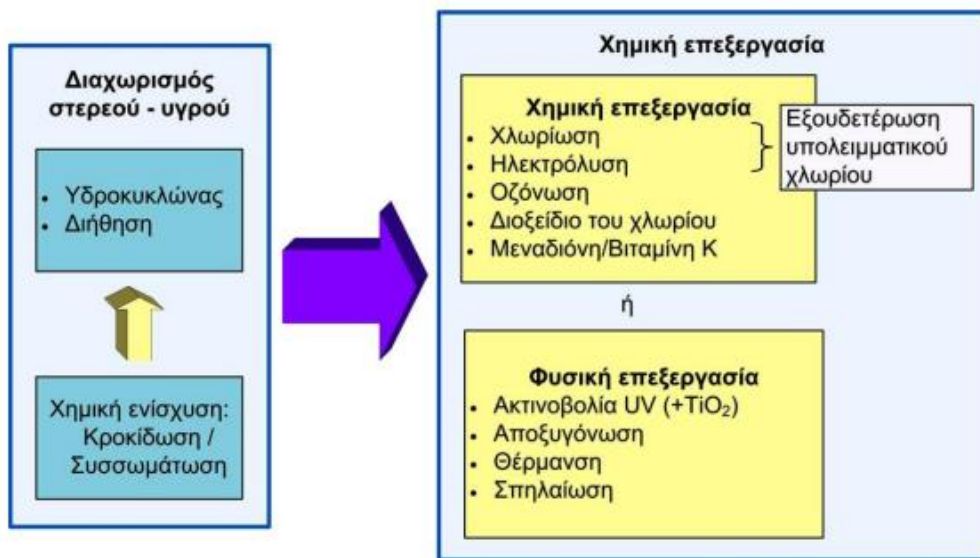 Διαχωρισμός
στερεού - υγρού
• Υδροκυκλώνας
• Διήθηση
Χημική ενίσχυση:
Κροκίδωση /
Συσσωμάτωση
Χημική επεξεργασία
Χημική επεξεργασία
• Χλωρίωση
• Ηλεκτρόλυση
• Οζόνωση
• Διοξείδιο του χλωρίου
• Μεναδιόνη/Βιταμίνη Κ
Εξουδετέρωση
υπολειμματικού
χλωρίου
ή
Φυσική επεξεργασία
• Ακτινοβολία UV (+TiO₂)
• Αποξυγόνωση
• Θέρμανση
• Σπηλαίωση